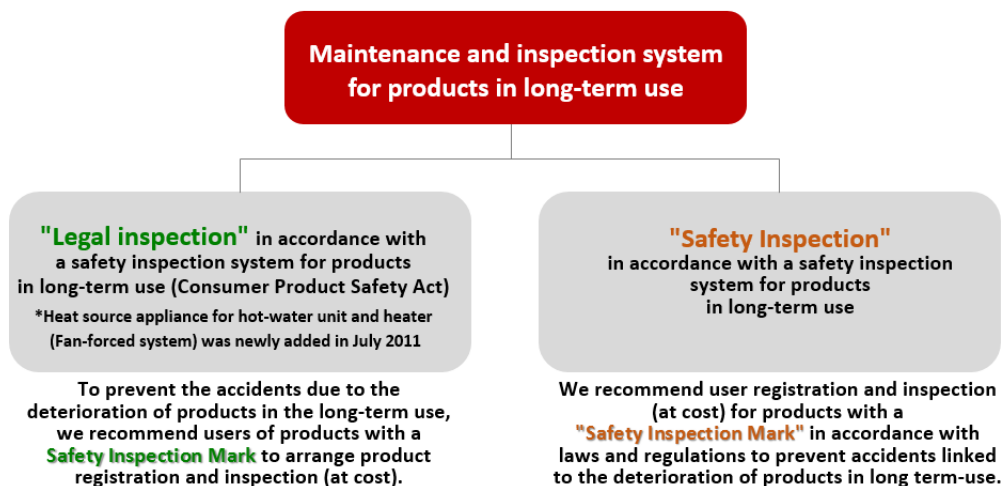 Maintenance and inspection system
for products in long-term use
"Legal inspection" in accordance with
a safety inspection system for products
in long-term use (Consumer Product Safety Act)
*Heat source appliance for hot-water unit and heater
(Fan-forced system) was newly added in July 2011
To prevent the accidents due to the
deterioration of products in the long-term use,
we recommend users of products with a
Safety Inspection Mark to arrange product
registration and inspection (at cost).
"Safety Inspection"
in accordance with a safety inspection
system for products
in long-term use
We recommend user registration and inspection
(at cost) for products with a
"Safety Inspection Mark" in accordance with
laws and regulations to prevent accidents linked
to the deterioration of products in long term-use.